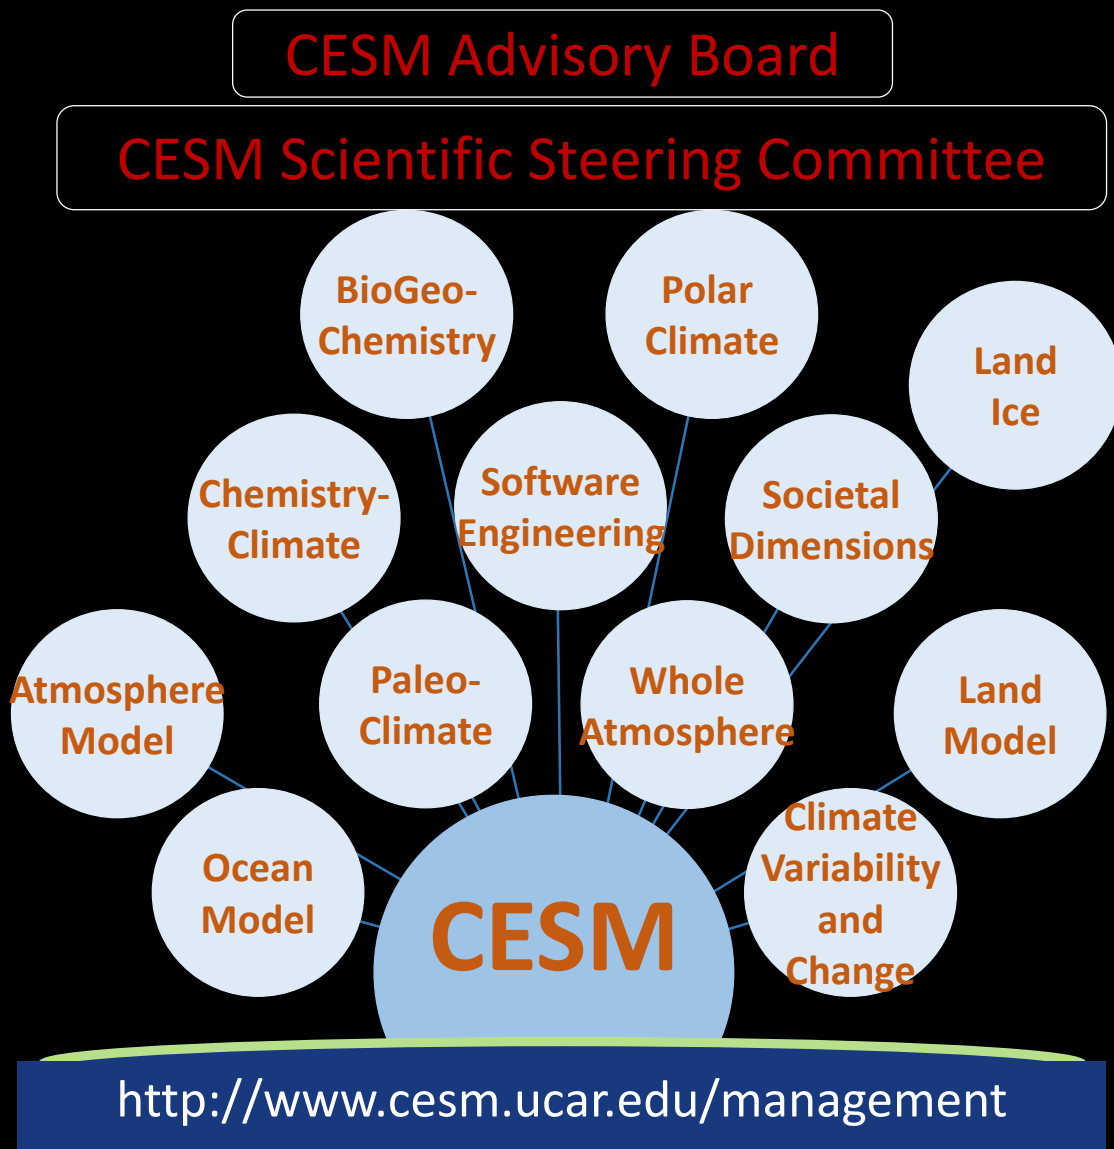 CESM Advisory Board
CESM Scientific Steering Committee
BioGeo-
Chemistry
Polar
Climate
Land
Ice
Chemistry-
Climate
Software
Engineering
Societal
Dimensions
Atmosphere
Model
Paleo-
Climate
Whole
Atmosphere
Land
Model
Ocean
Model
CESM
Climate
Variability
and
Change
http://www.cesm.ucar.edu/management